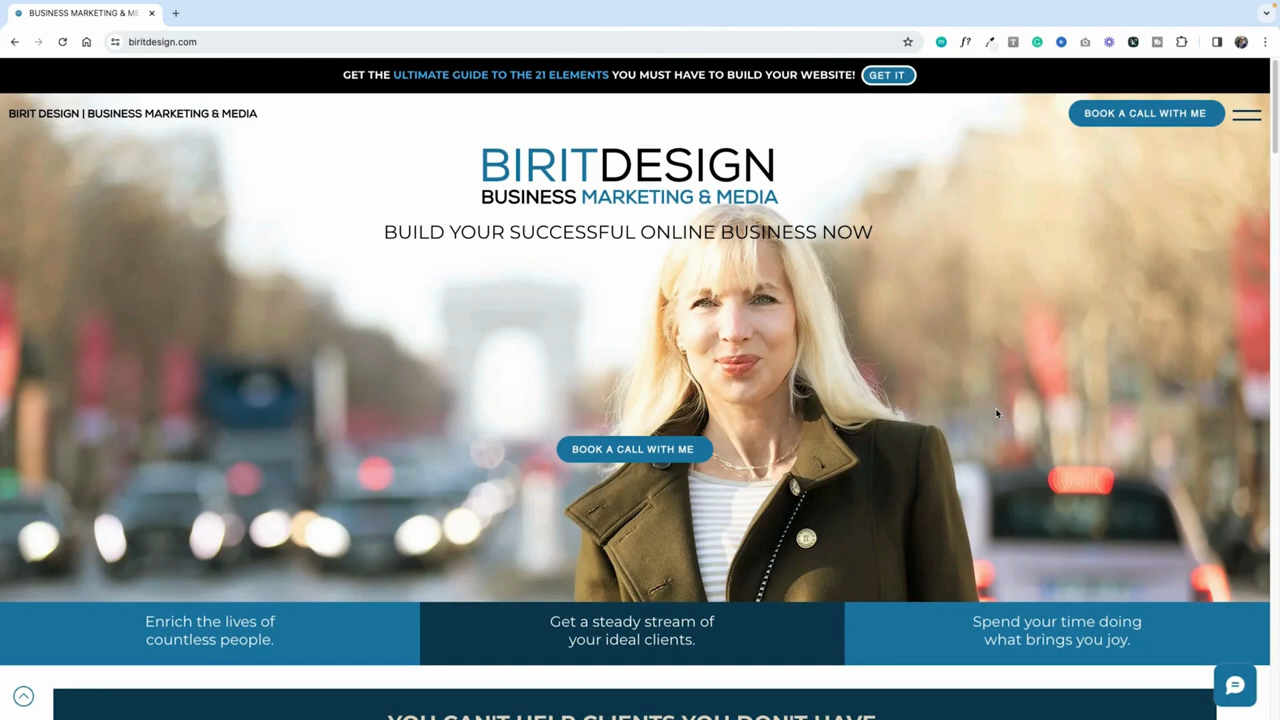 BUSINESS MARKETING & ME
biritdesign.com
GET THE ULTIMATE GUIDE TO THE 21 ELEMENTS YOU MUST HAVE TO BUILD YOUR WEBSITE! GET IT
BIRIT DESIGN | BUSINESS MARKETING & MEDIA
BOOK A CALL WITH ME
BIRITDESIGN
BUSINESS MARKETING & MEDIA
BUILD YOUR SUCCESSFUL ONLINE BUSINESS NOW
BOOK A CALL WITH ME
Enrich the lives of
countless people.
Get a steady stream of
your ideal clients.
Spend your time doing
what brings you joy.
YOU CAN'T HELP CLIENTS YOU DON'T HAVE